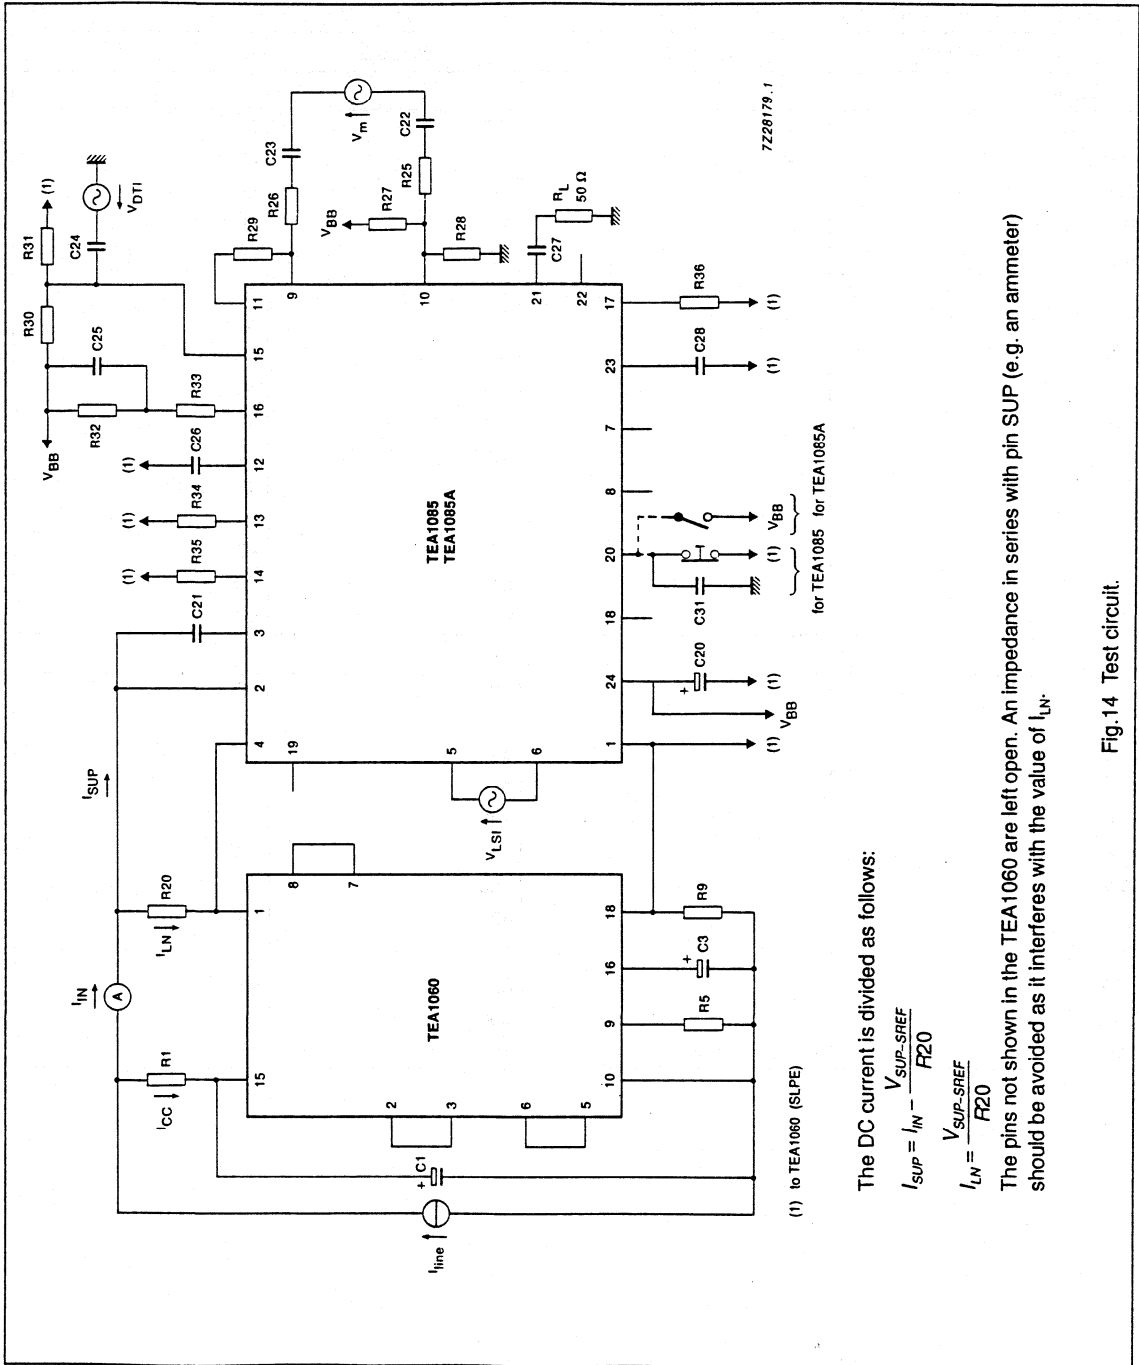 I_IN
A
I_SUP
R1
I_CC
R20
I_LN
C21
(1)
R35
(1)
R34
(1)
C26
V_BB
R32
R33
C25
R30
R31
(1)
C24
V_DTI
15
1
4
2
3
14
13
12
16
15
11
R29
2
3
6
5
8
7
19
9
R26
C23
V_m
TEA1060
TEA1085
TEA1085A
V_BB
R27
R25
C22
10
R28
C1
+
I_line
V_LSI
5
6
21
C27
R_L
50 Ω
22
10
9
16
18
1
24
18
20
8
7
23
17
R5
C3
+
R9
V_BB
C20
+
(1)
(1)
C31
(1)
V_BB
C28
(1)
R36
(1)
for TEA1085
for TEA1085A
(1) to TEA1060 (SLPE)
7Z28179.1
The DC current is divided as follows:
I_SUP = I_IN - V_SUP-SREF / R20
I_LN = V_SUP-SREF / R20
The pins not shown in the TEA1060 are left open. An impedance in series with pin SUP (e.g. an ammeter)
should be avoided as it interferes with the value of I_LN.
Fig.14 Test circuit.